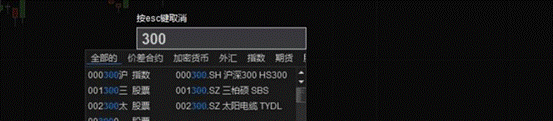 按esc键取消
300
全部的 价差合约 加密货币 外汇 指数 期货
000300沪 指数 000300.SH 沪深300 HS300
001300三 股票 001300.SZ 三柏硕 SBS
002300太 股票 002300.SZ 太阳电缆 TYDL